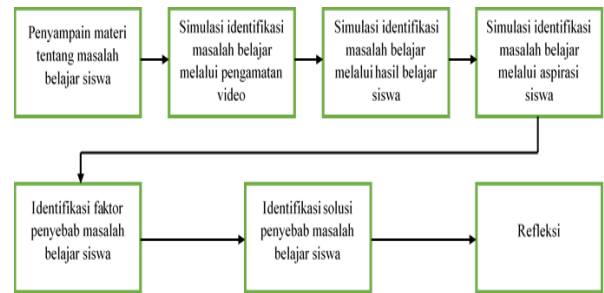 Penyampain materi
tentang masalah
belajar siswa
Simulasi identifikasi
masalah belajar
melalui pengamatan
video
Simulasi identifikasi
masalah belajar
melalui hasil belajar
siswa
Simulasi identifikasi
masalah belajar
melalui aspirasi
siswa
Identifikasi faktor
penyebab masalah
belajar siswa
Identifikasi solusi
penyebab masalah
belajar siswa
Refleksi